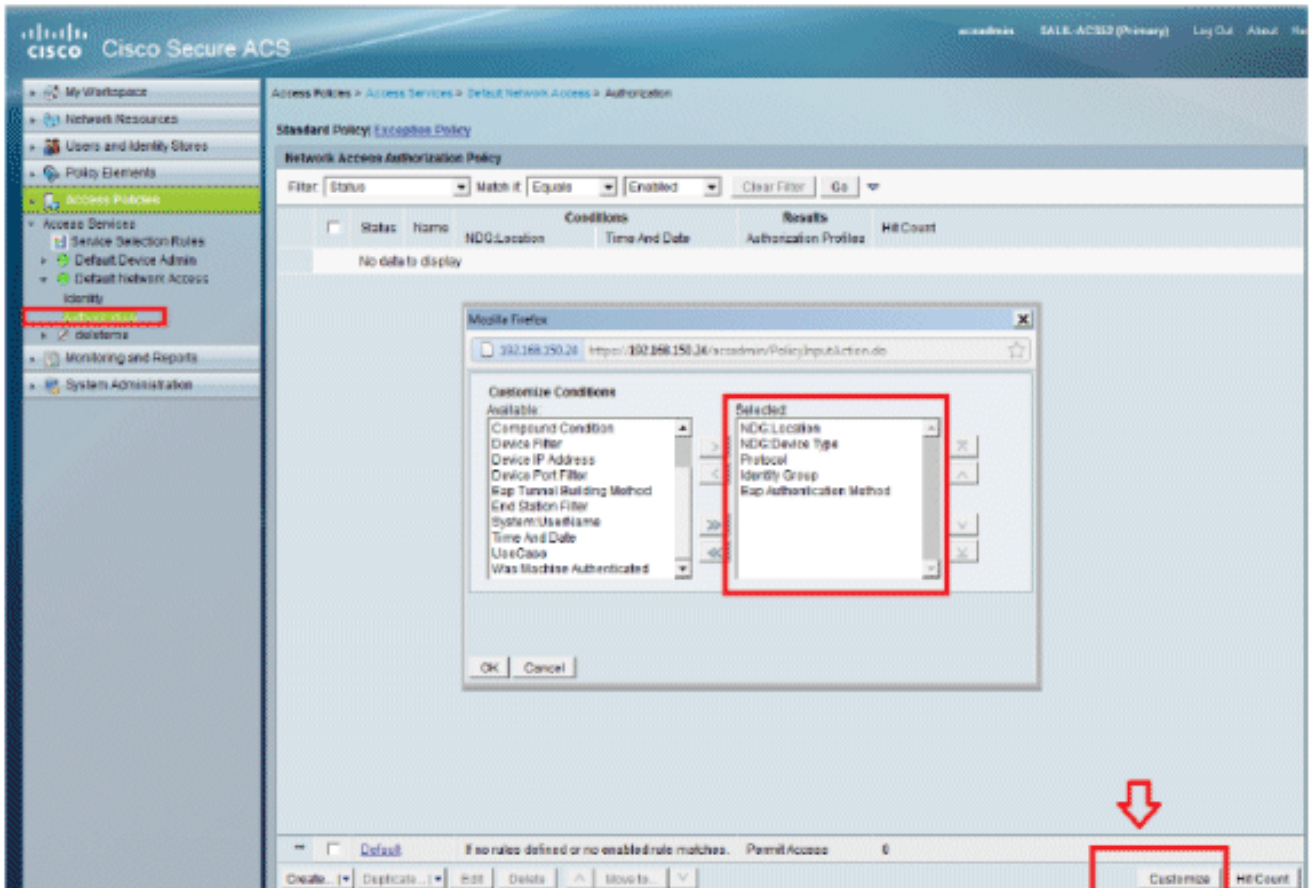 CISCO Cisco Secure ACS
acsadmin SALIL-ACS52 (Primary) Log Out About
My Workspace
Network Resources
Users and Identity Stores
Policy Elements
Access Policies
Access Services
Service Selection Rules
Default Device Admin
Default Network Access
Identity
Authorization
deleteme
Monitoring and Reports
System Administration
Access Policies > Access Services > Default Network Access > Authorization
Standard Policy| Exception Policy
Network Access Authorization Policy
Filter: Status Match if: Equals Enabled Clear Filter Go
Status Name Conditions Results Hit Count
NDG:Location Time And Date Authorization Profiles
No data to display
Mozilla Firefox
192.168.150.24 https://192.168.150.24/acsadmin/PolicyInputAction.do
Customize Conditions
Available:
Compound Condition
Device Filter
Device IP Address
Device Port Filter
Eap Tunnel Building Method
End Station Filter
System:UserName
Time And Date
UseCase
Was Machine Authenticated
Selected:
NDG:Location
NDG:Device Type
Protocol
Identity Group
Eap Authentication Method
OK Cancel
Default If no rules defined or no enabled rule matches. Permit Access 0
Create... Duplicate... Edit Delete Move to... Customize Hit Count